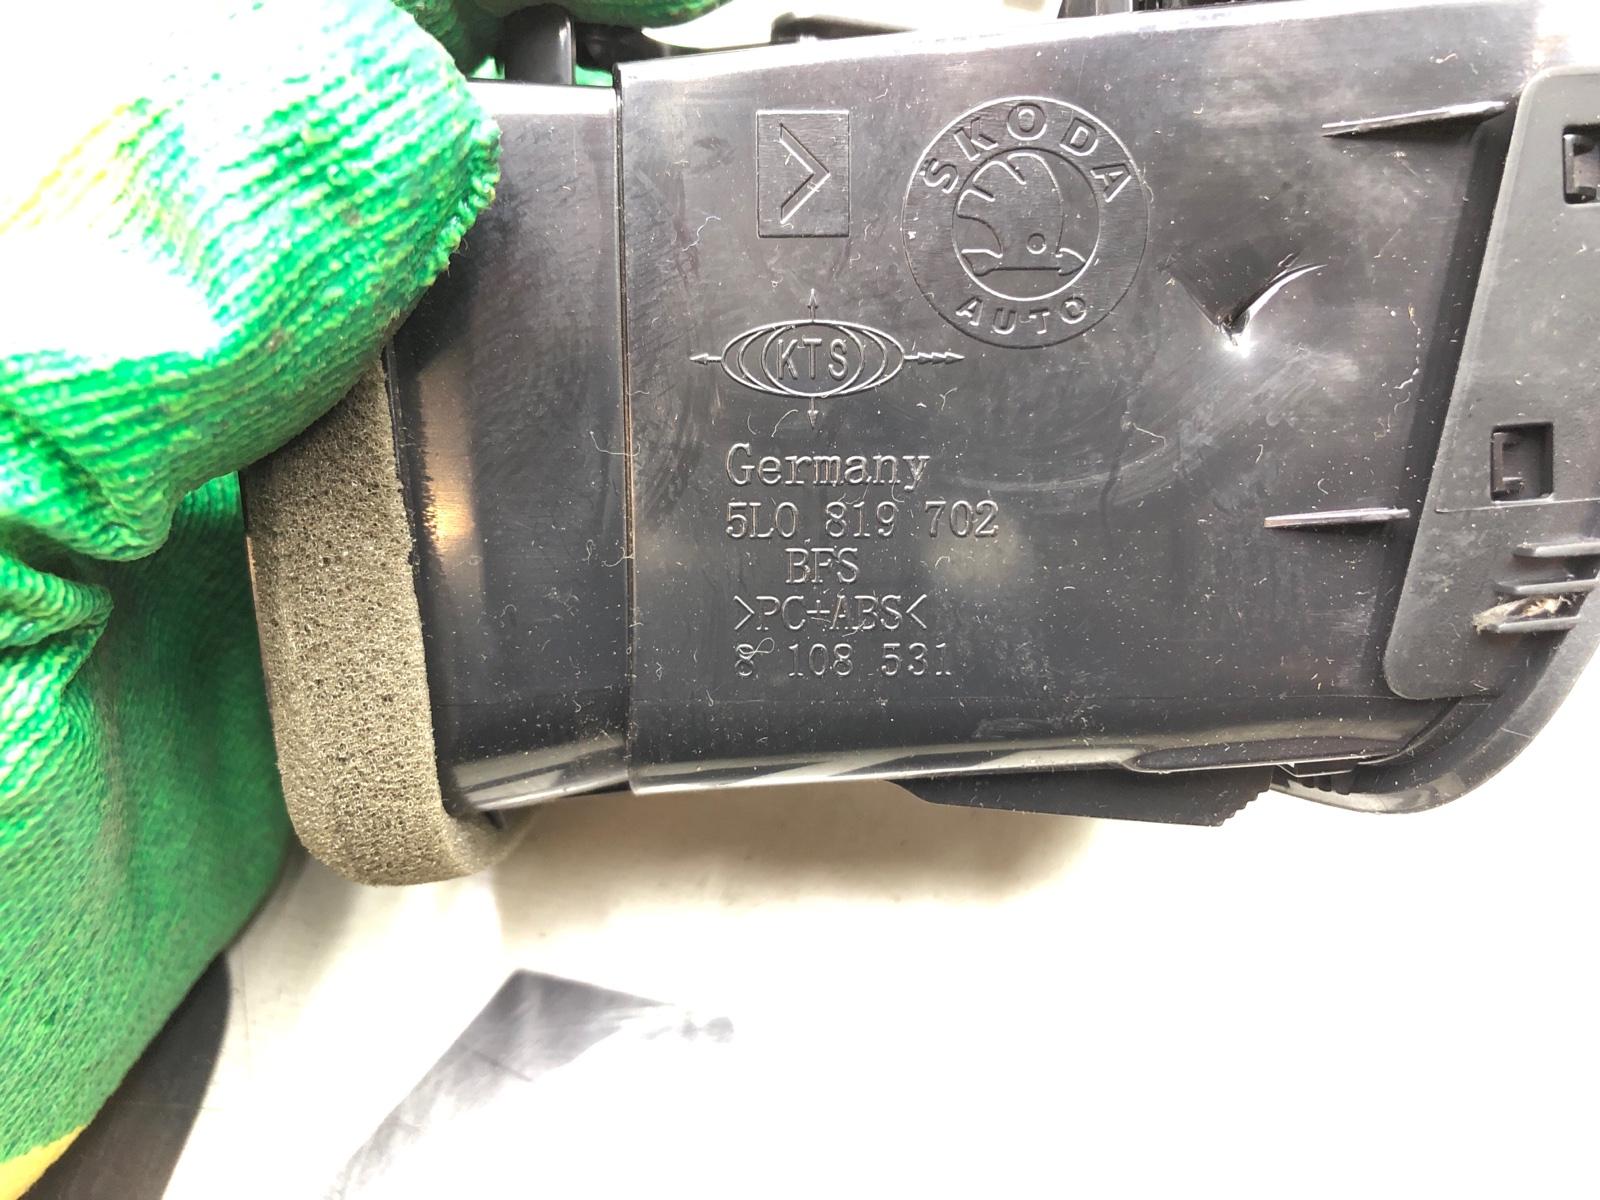 ŠKODA
AUTO
KTS
Germany
5L0 819 702
BFS
>PC+ABS<
8 108 531